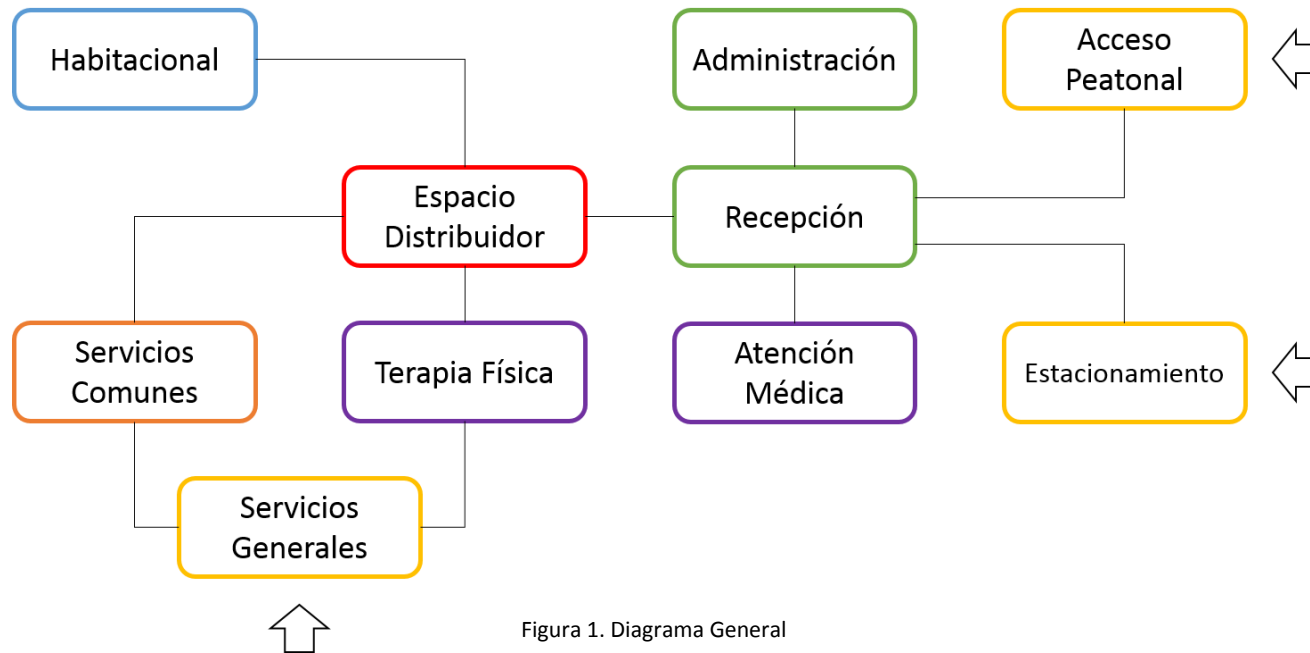 Habitacional
Administración
Acceso
Peatonal
Espacio
Distribuidor
Recepción
Servicios
Comunes
Terapia Física
Atención
Médica
Estacionamiento
Servicios
Generales
Figura 1. Diagrama General